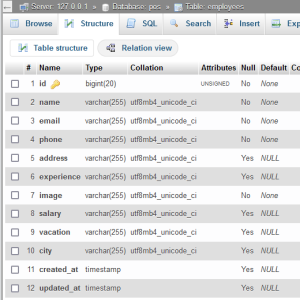 Server: 127.0.0.1 » Database: pos » Table: employees
Browse Structure SQL Search Insert
Table structure Relation view
# Name Type Collation Attributes Null Default
1 id bigint(20) UNSIGNED No None
2 name varchar(255) utf8mb4_unicode_ci No None
3 email varchar(255) utf8mb4_unicode_ci No None
4 phone varchar(255) utf8mb4_unicode_ci No None
5 address varchar(255) utf8mb4_unicode_ci Yes NULL
6 experience varchar(255) utf8mb4_unicode_ci Yes NULL
7 image varchar(255) utf8mb4_unicode_ci No None
8 salary varchar(255) utf8mb4_unicode_ci Yes NULL
9 vacation varchar(255) utf8mb4_unicode_ci Yes NULL
10 city varchar(255) utf8mb4_unicode_ci Yes NULL
11 created_at timestamp Yes NULL
12 updated_at timestamp Yes NULL